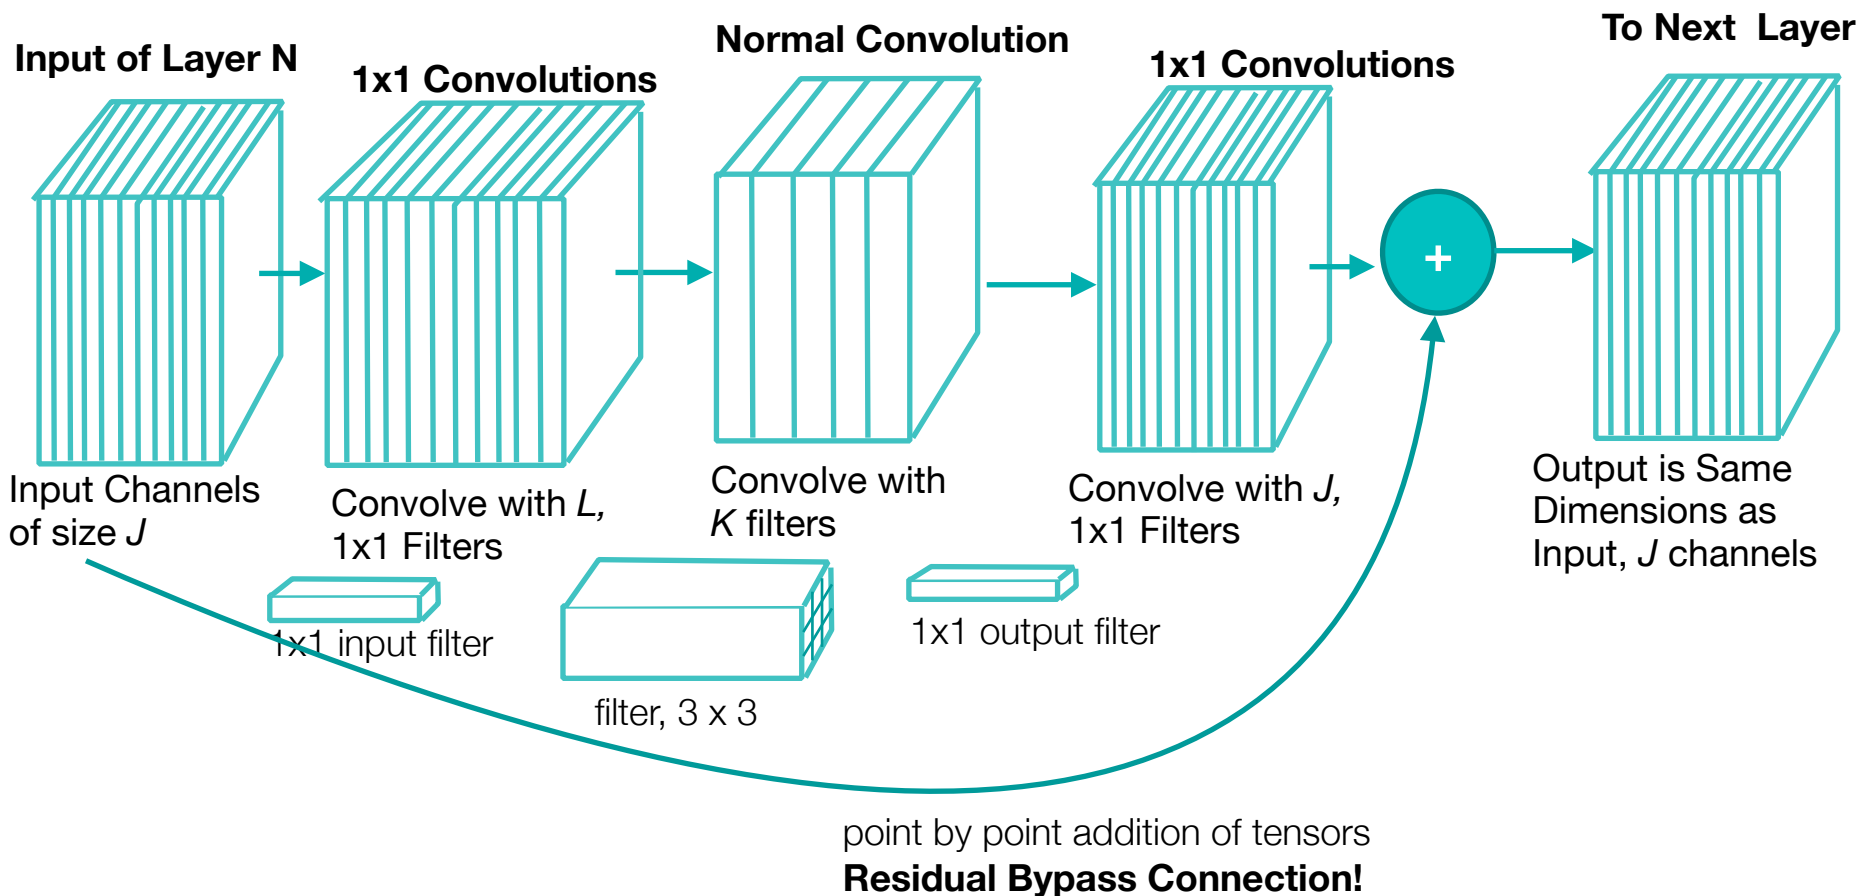 Input of Layer N
1x1 Convolutions
Normal Convolution
1x1 Convolutions
To Next Layer
+
Input Channels
of size J
Convolve with L,
1x1 Filters
Convolve with
K filters
Convolve with J,
1x1 Filters
Output is Same
Dimensions as
Input, J channels
1x1 input filter
filter, 3 x 3
1x1 output filter
point by point addition of tensors
Residual Bypass Connection!